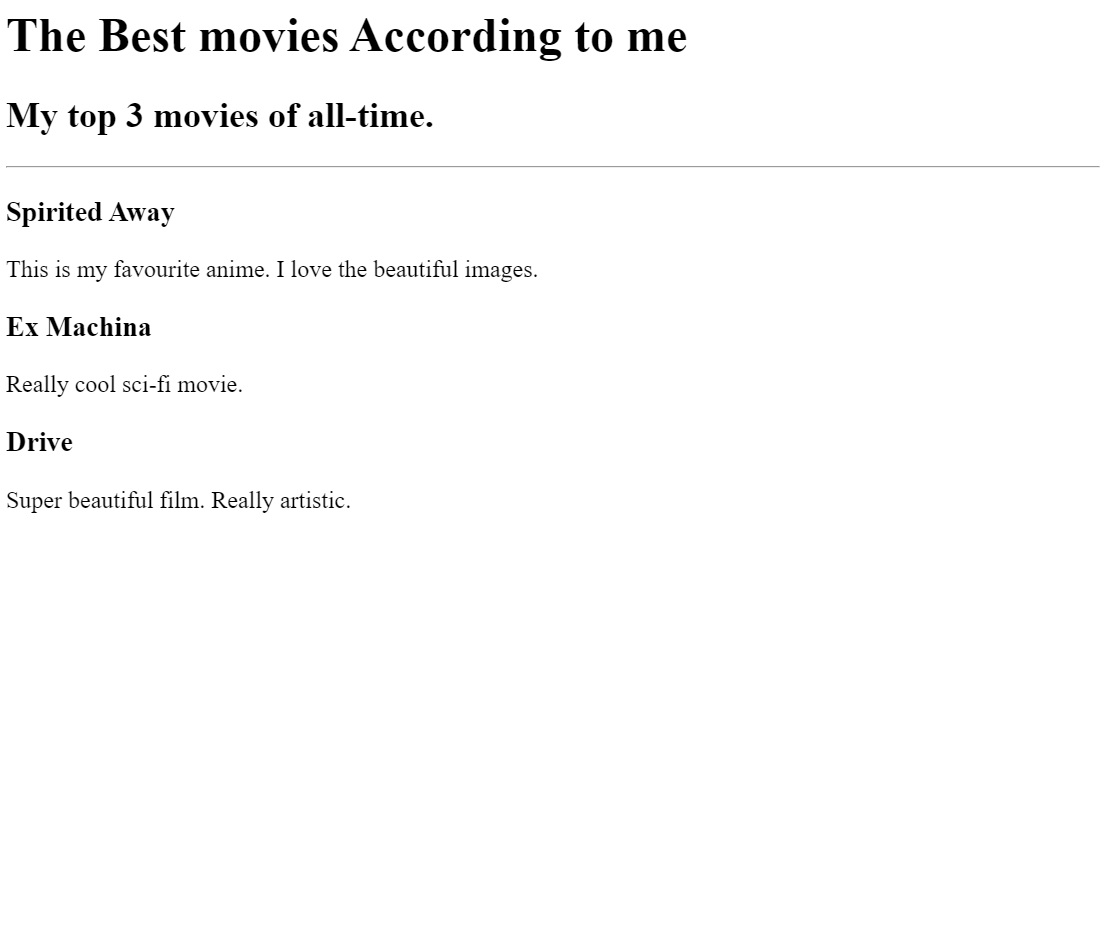 The Best movies According to me
My top 3 movies of all-time.
Spirited Away
This is my favourite anime. I love the beautiful images.
Ex Machina
Really cool sci-fi movie.
Drive
Super beautiful film. Really artistic.